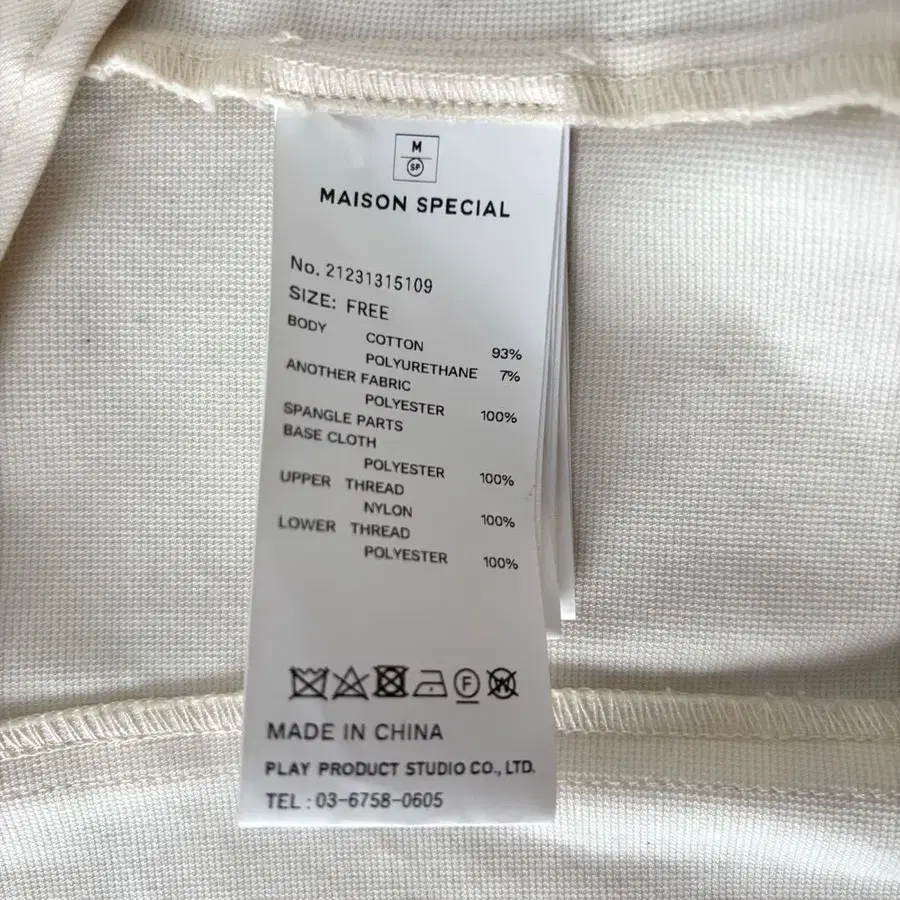 M
SP
MAISON SPECIAL
No. 21231315109
SIZE: FREE
BODY
COTTON 93%
POLYURETHANE 7%
ANOTHER FABRIC
POLYESTER 100%
SPANGLE PARTS
BASE CLOTH
POLYESTER 100%
UPPER THREAD
NYLON 100%
LOWER THREAD
POLYESTER 100%
F
W
MADE IN CHINA
PLAY PRODUCT STUDIO CO., LTD.
TEL : 03-6758-0605